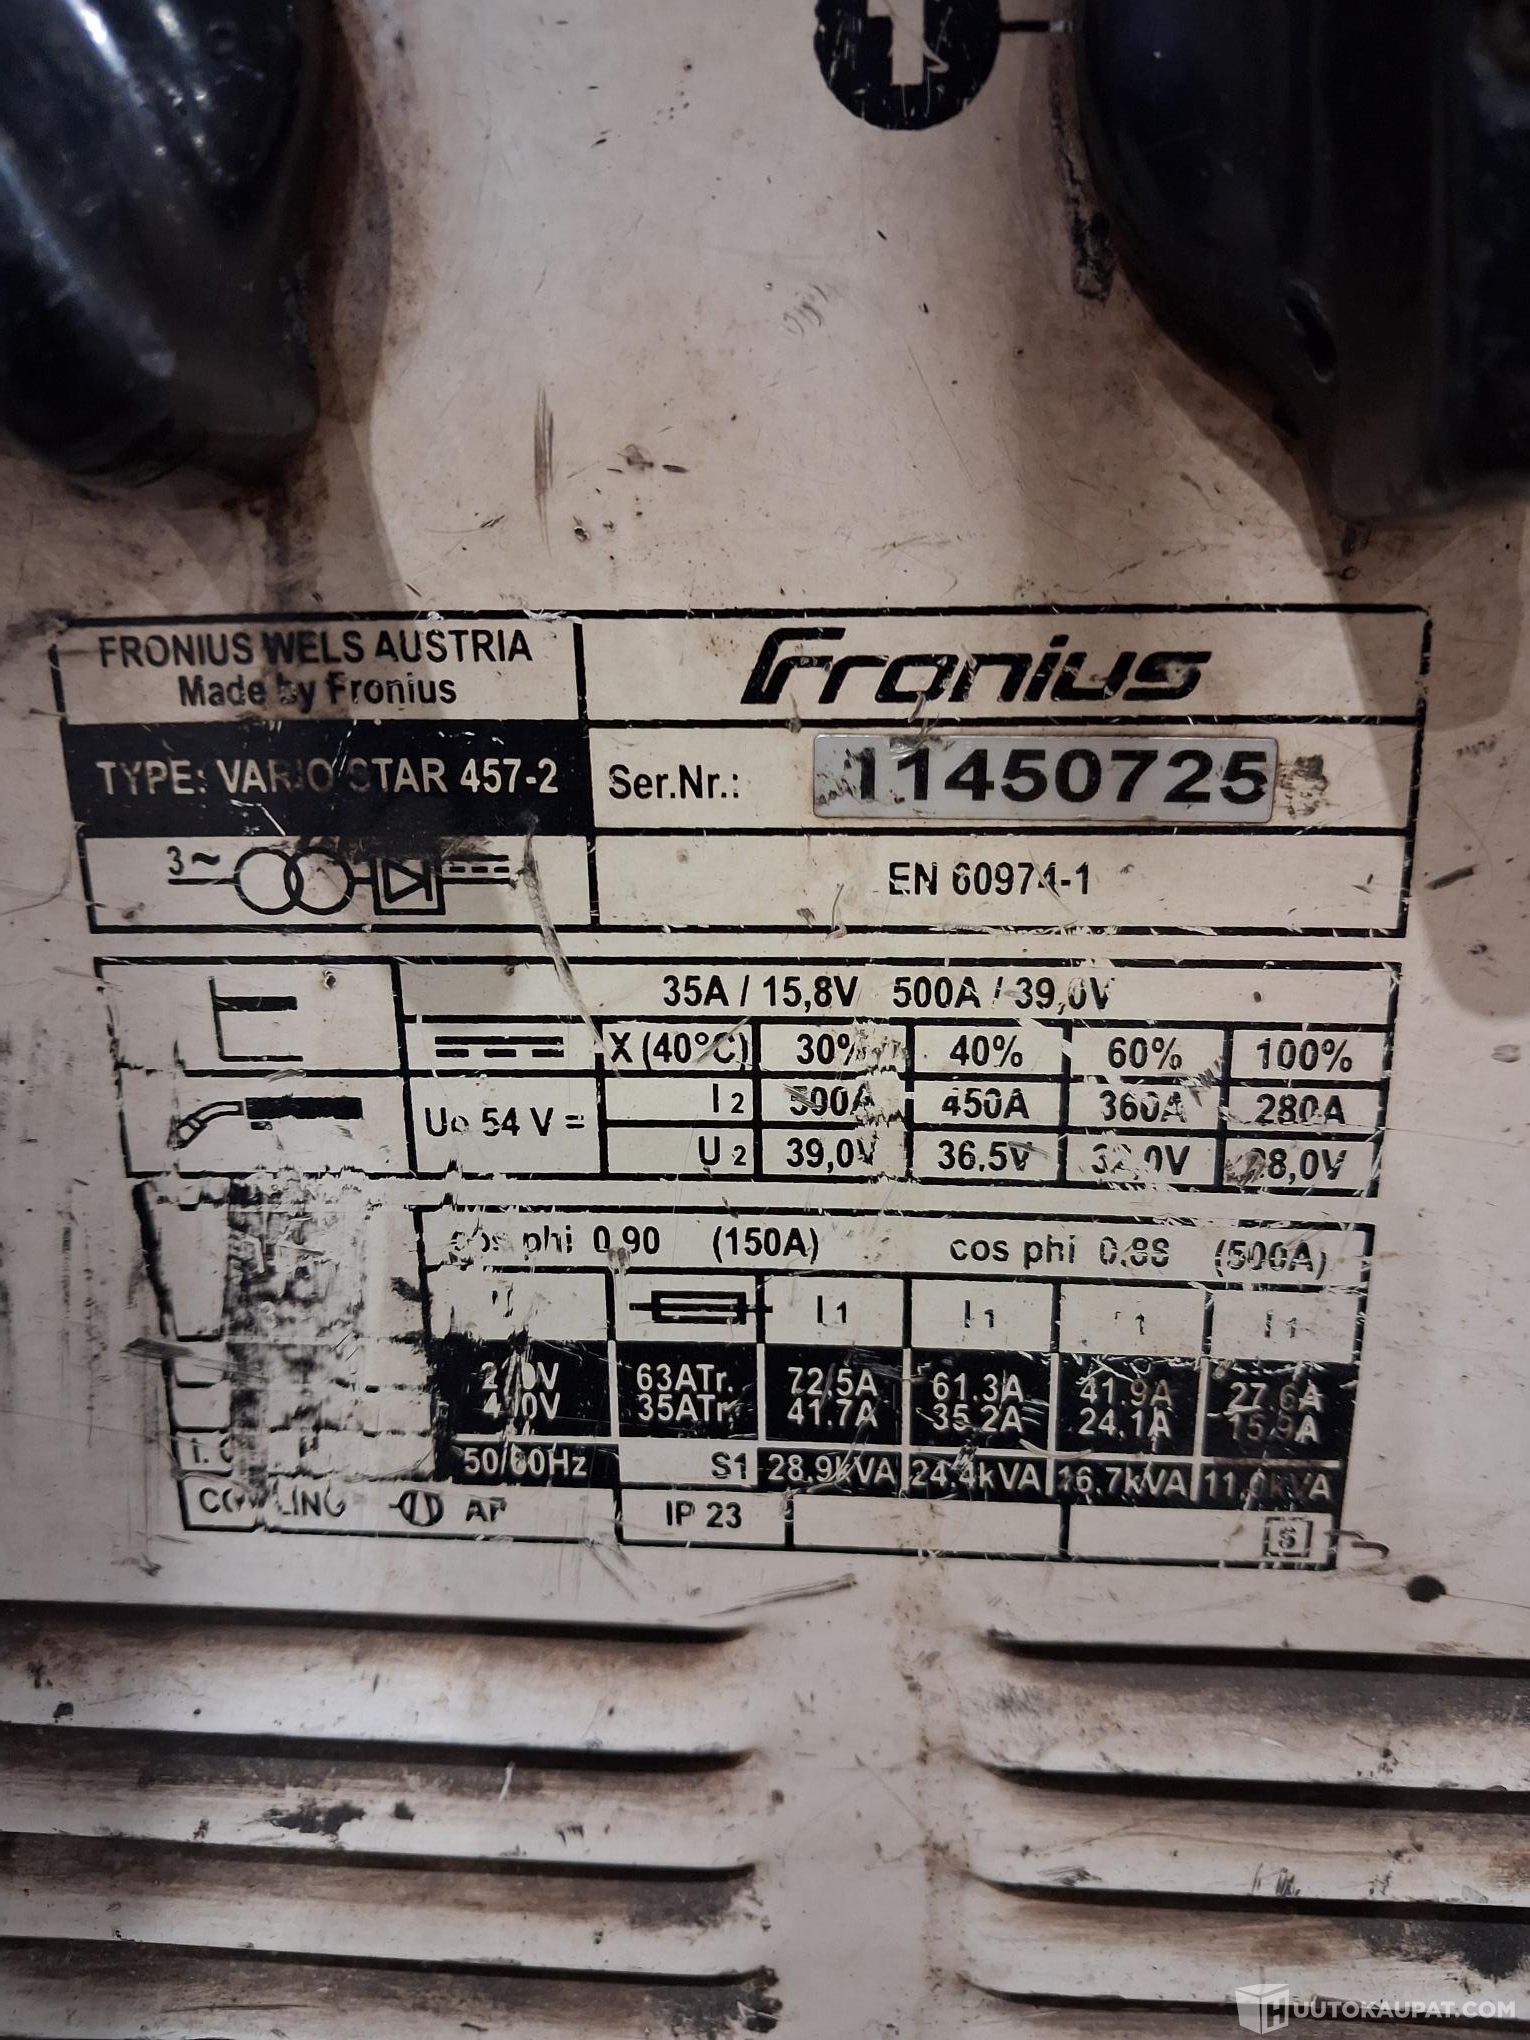 1
FRONIUS WELS AUSTRIA
Made by Fronius
Fronius
TYPE: VARIO STAR 457-2
Ser.Nr.: 11450725
3~
EN 60974-1
35A / 15,8V 500A / 39,0V
X (40°C) 30% 40% 60% 100%
Uo 54 V = I2 500A 450A 360A 280A
U2 39,0V 36.5V 28,0V
cos phi 0.90 (150A) cos phi 0.88 (500A)
I1 I1 I1 I1
63ATr. 72.5A 61.3A 41.9A 27.6A
35ATr. 41.7A 35.2A 24.1A 15.9A
50/60Hz S1 28.9kVA 24.4kVA 16.7kVA 11.0kVA
COOLING AF IP 23 S
HUUTOKAUPAT.COM